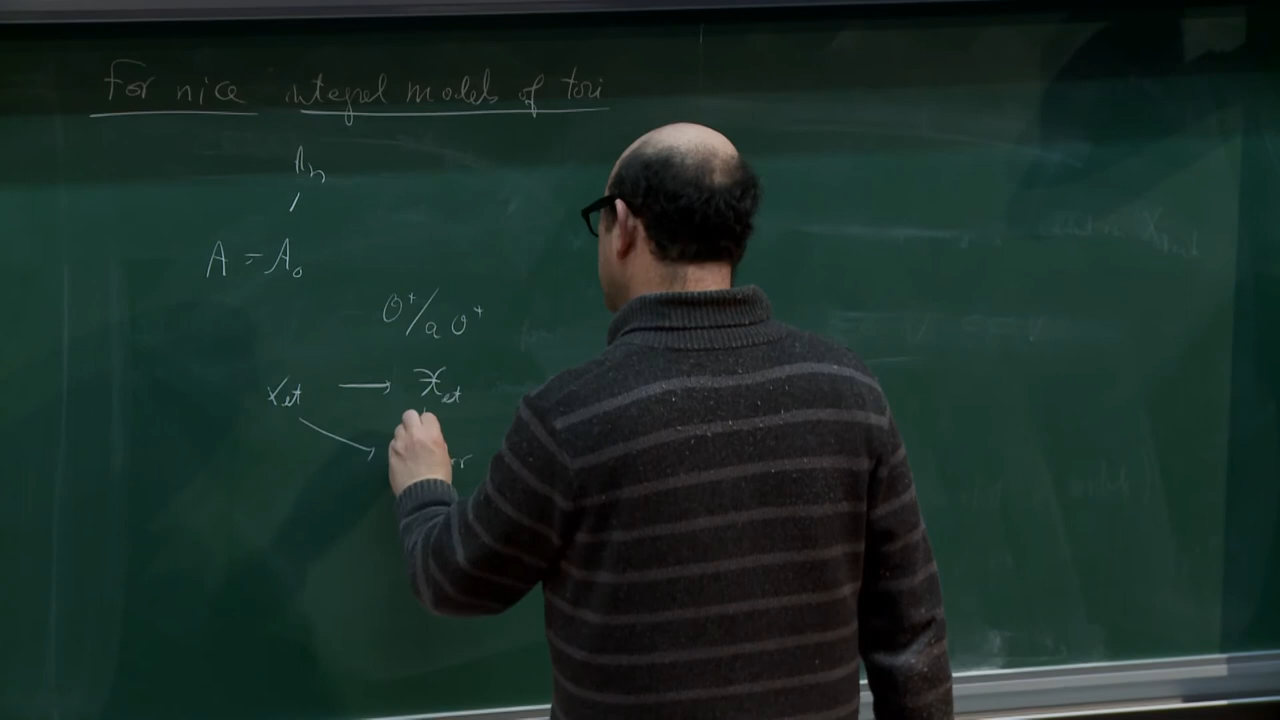 For nice integral models of tori
A = A₀
O⁺/a O⁺
X_et → 𝔛_et